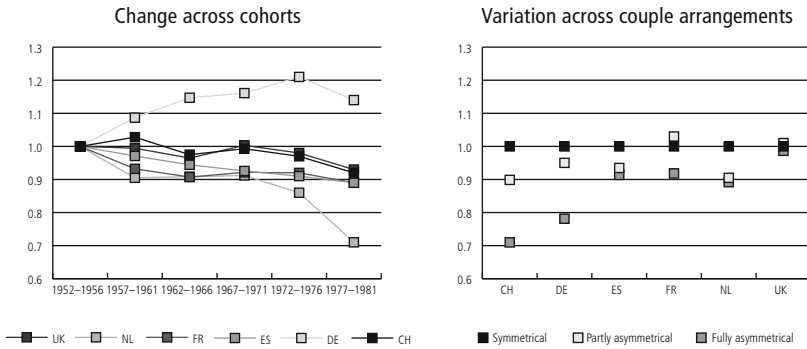 Change across cohorts
1.3
1.2
1.1
1.0
0.9
0.8
0.7
0.6
1952–1956 1957–1961 1962–1966 1967–1971 1972–1976 1977–1981
UK NL FR ES DE CH
Variation across couple arrangements
1.3
1.2
1.1
1.0
0.9
0.8
0.7
0.6
CH DE ES FR NL UK
Symmetrical Partly asymmetrical Fully asymmetrical